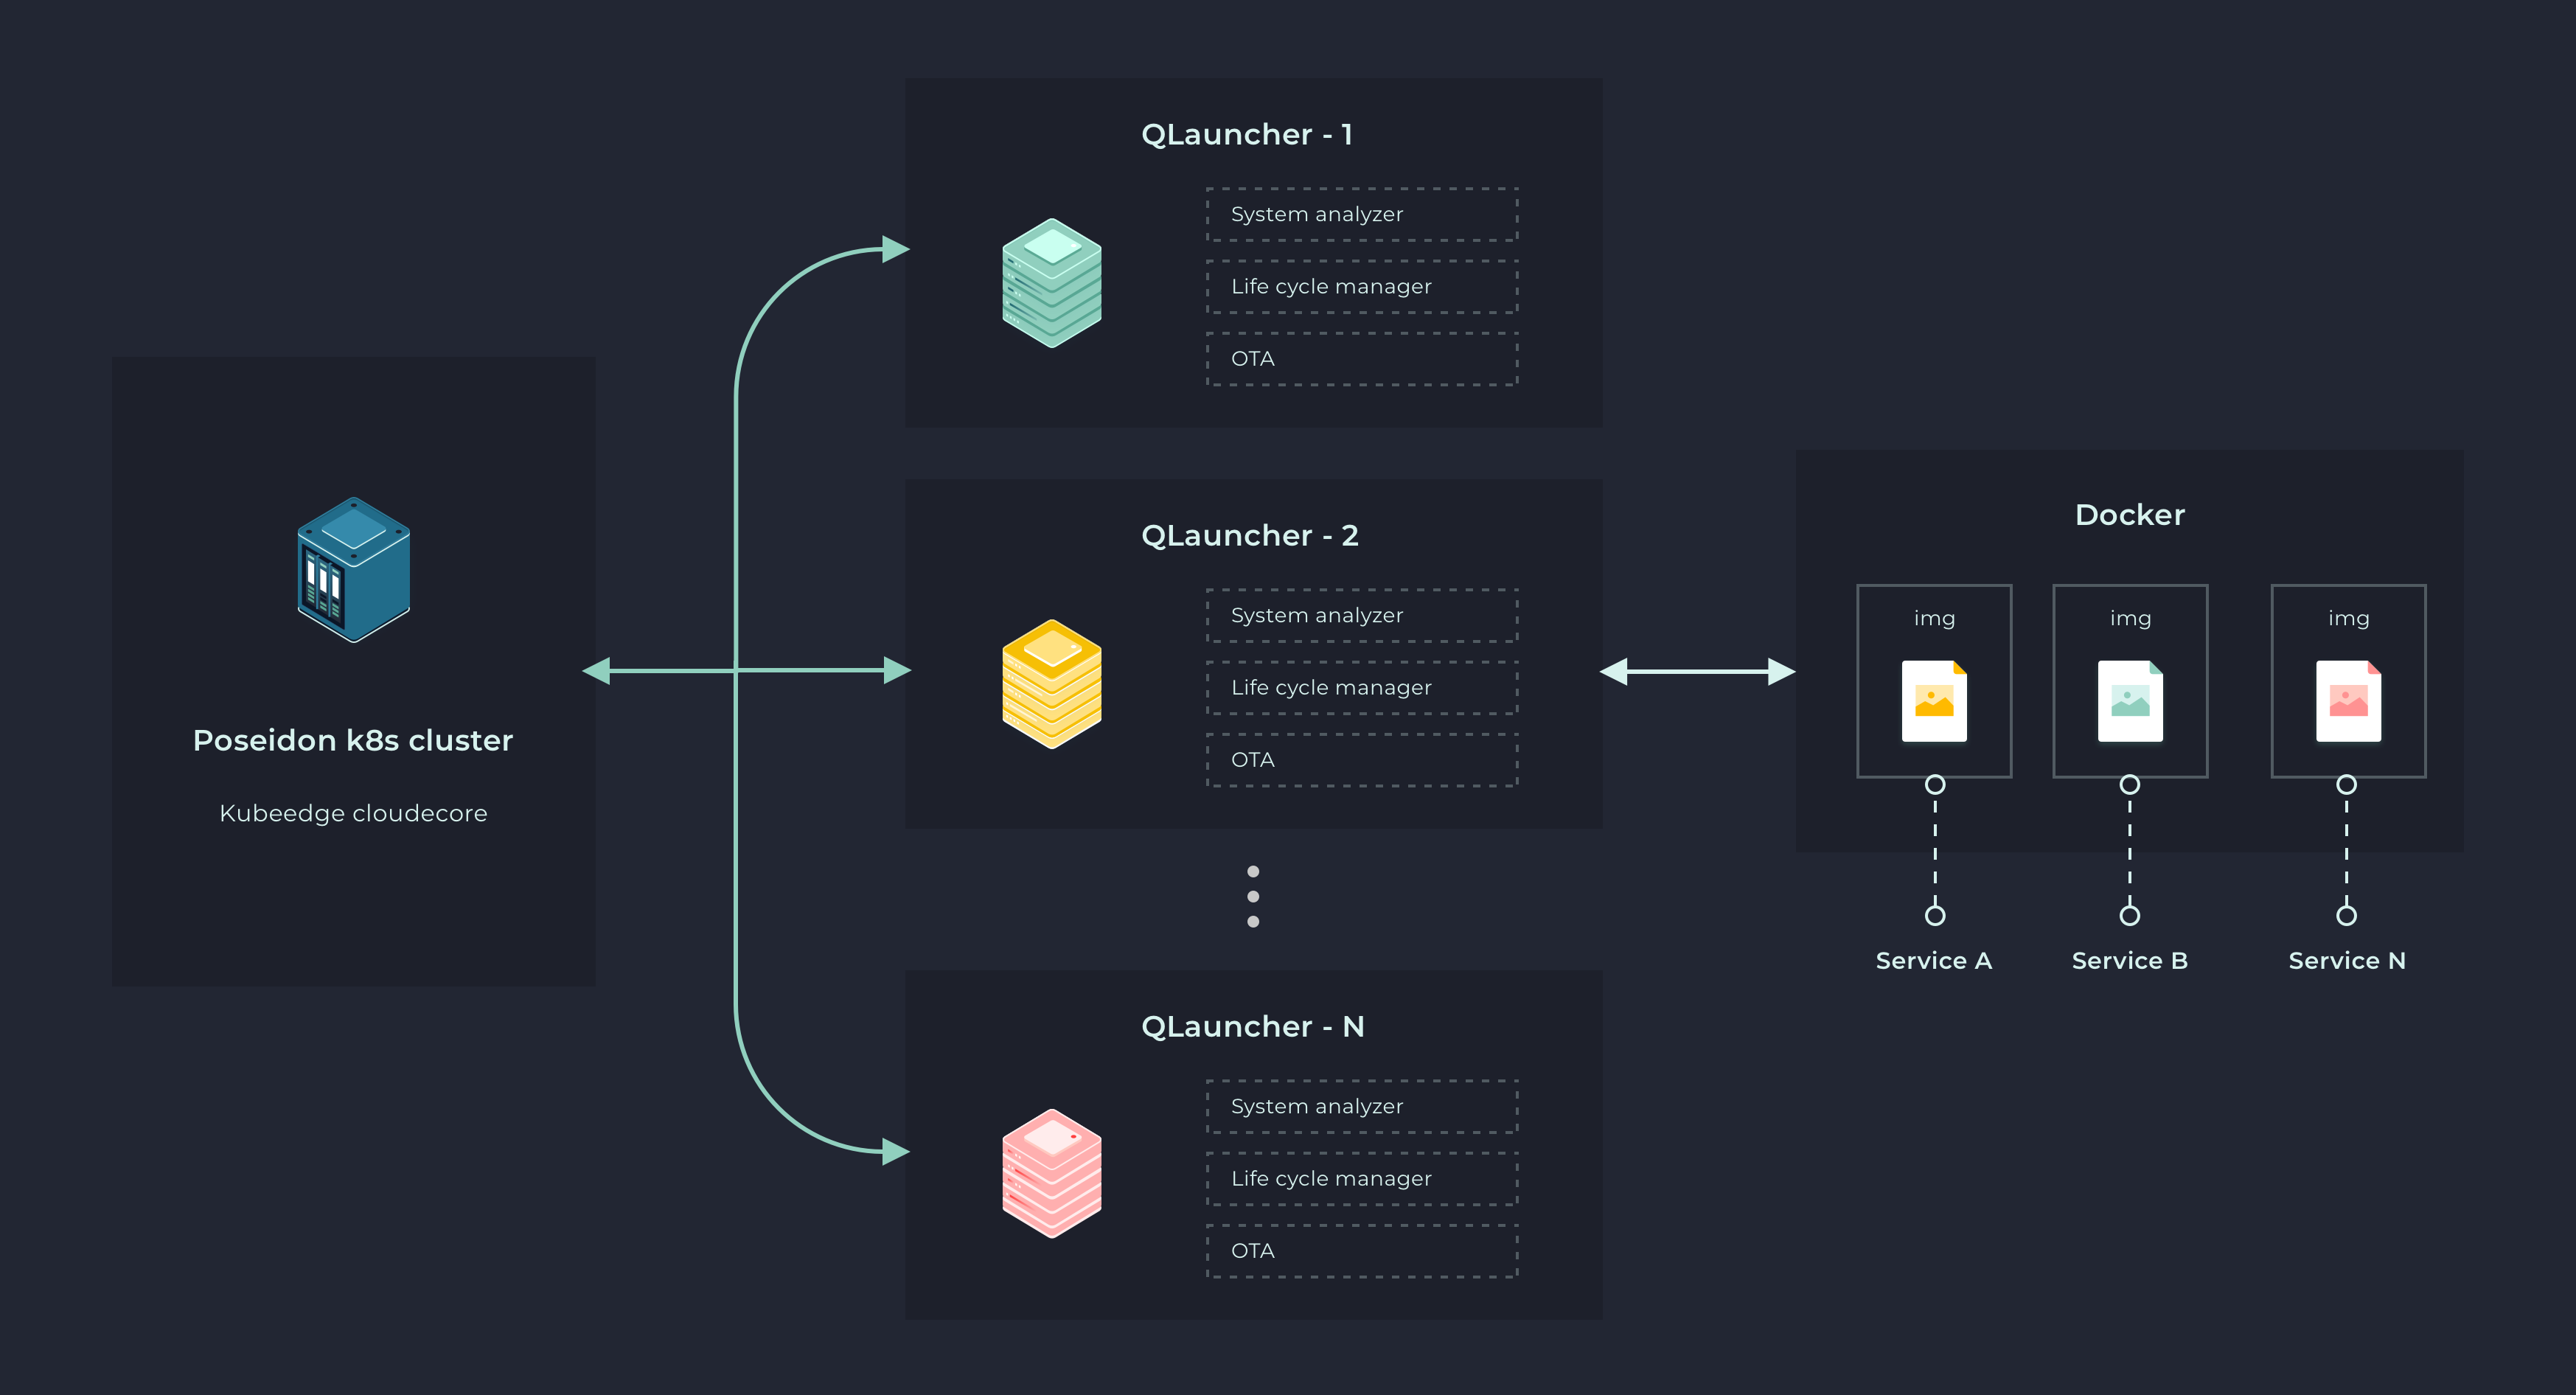 Poseidon k8s cluster
Kubeedge cloudecore
QLauncher - 1
System analyzer
Life cycle manager
OTA
QLauncher - 2
System analyzer
Life cycle manager
OTA
QLauncher - N
System analyzer
Life cycle manager
OTA
Docker
img
img
img
Service A
Service B
Service N